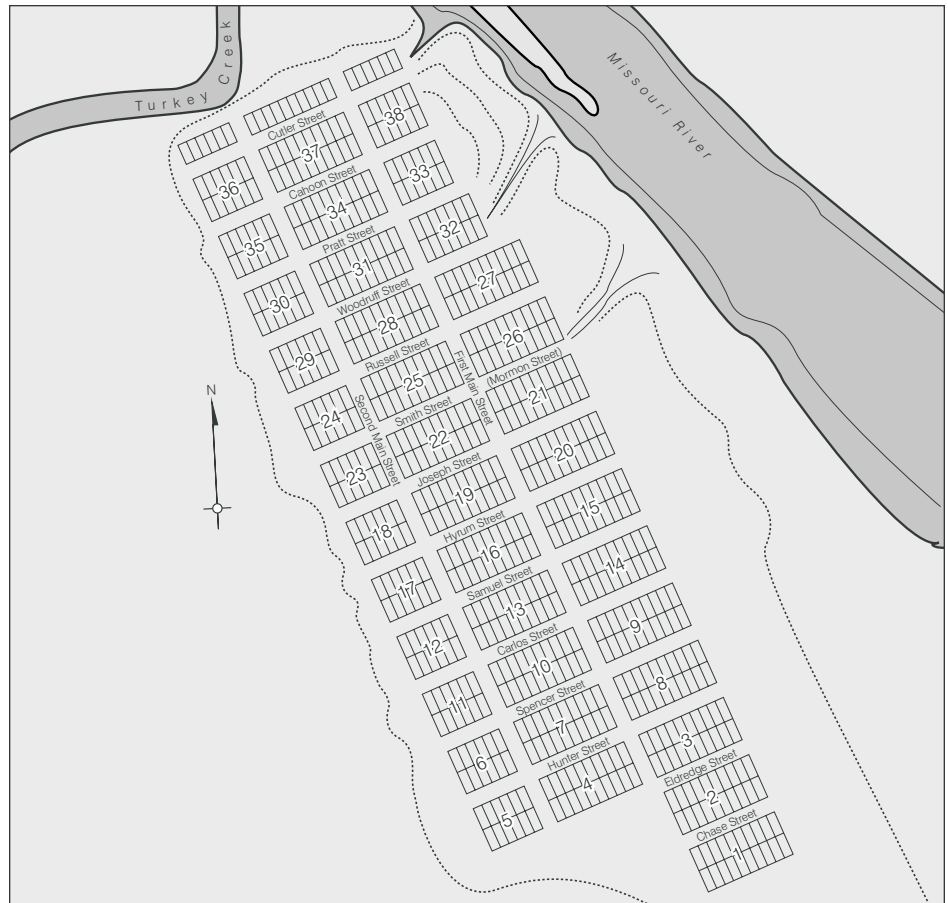 Turkey Creek
Missouri River
Cutler Street
38
37
36
Cahoon Street
33
34
35
Pratt Street
32
31
30
Woodruff Street
27
28
29
Russell Street
26
25
24
First Main Street
(Mormon Street)
Second Main Street
Smith Street
21
22
23
Joseph Street
20
19
18
Hyrum Street
15
16
17
Samuel Street
14
13
12
Carlos Street
9
10
11
Spencer Street
8
7
6
Hunter Street
3
4
5
Eldredge Street
2
Chase Street
1
N